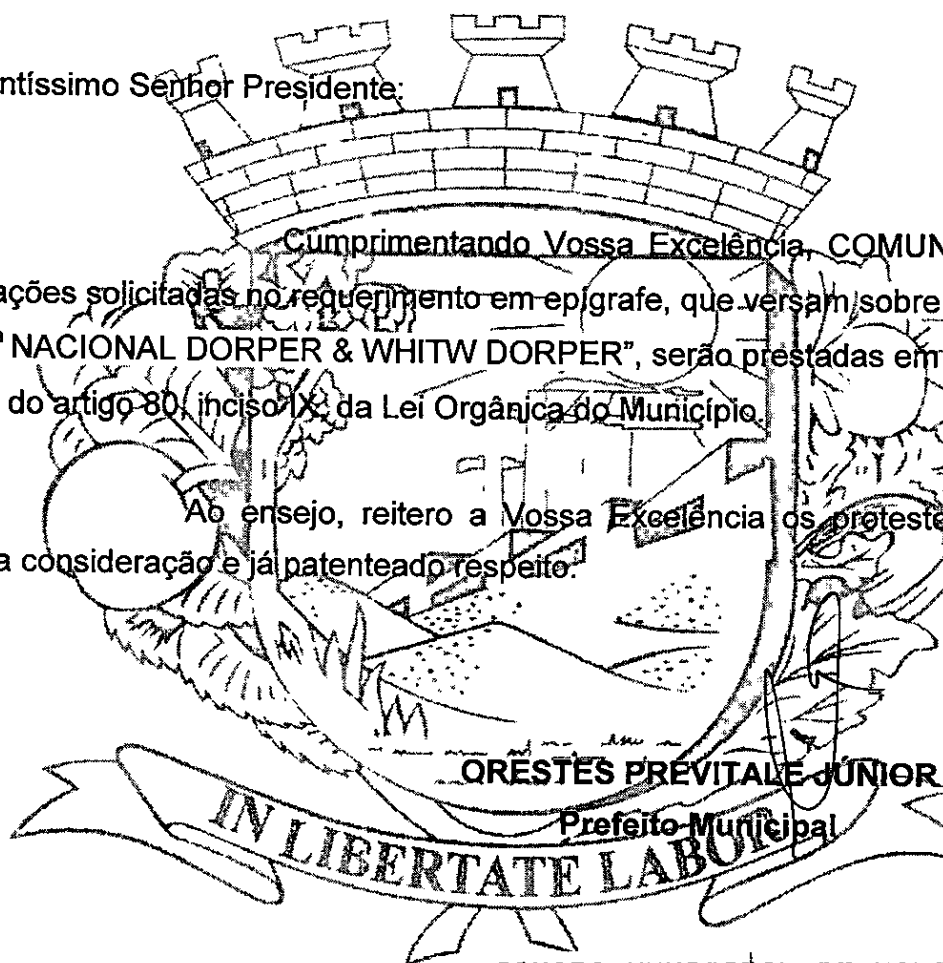 ntíssimo Senhor Presidente:
Cumprimentando Vossa Excelência, COMUN
ações solicitadas no requerimento em epígrafe, que versam sobre
NACIONAL DORPER & WHITW DORPER”, serão prestadas em
do artigo 80, inciso IX, da Lei Orgânica do Município.
Ao ensejo, reitero a Vossa Excelência os proteste
a consideração e já patenteado respeito.
ORESTES PREVITALE JÚNIOR
Prefeito Municipal
IN LIBERTATE LABOR